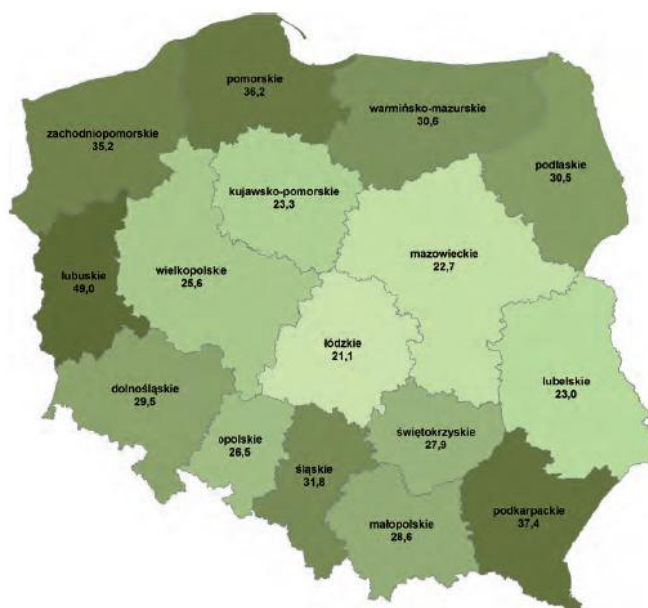 pomorskie
36,2
warmińsko-mazurskie
30,6
zachodniopomorskie
35,2
podlaskie
30,5
kujawsko-pomorskie
23,3
mazowieckie
22,7
lubuskie
49,0
wielkopolskie
25,6
łódzkie
21,1
lubelskie
23,0
dolnośląskie
29,5
opolskie
26,5
świętokrzyskie
27,9
śląskie
31,8
podkarpackie
37,4
małopolskie
28,6